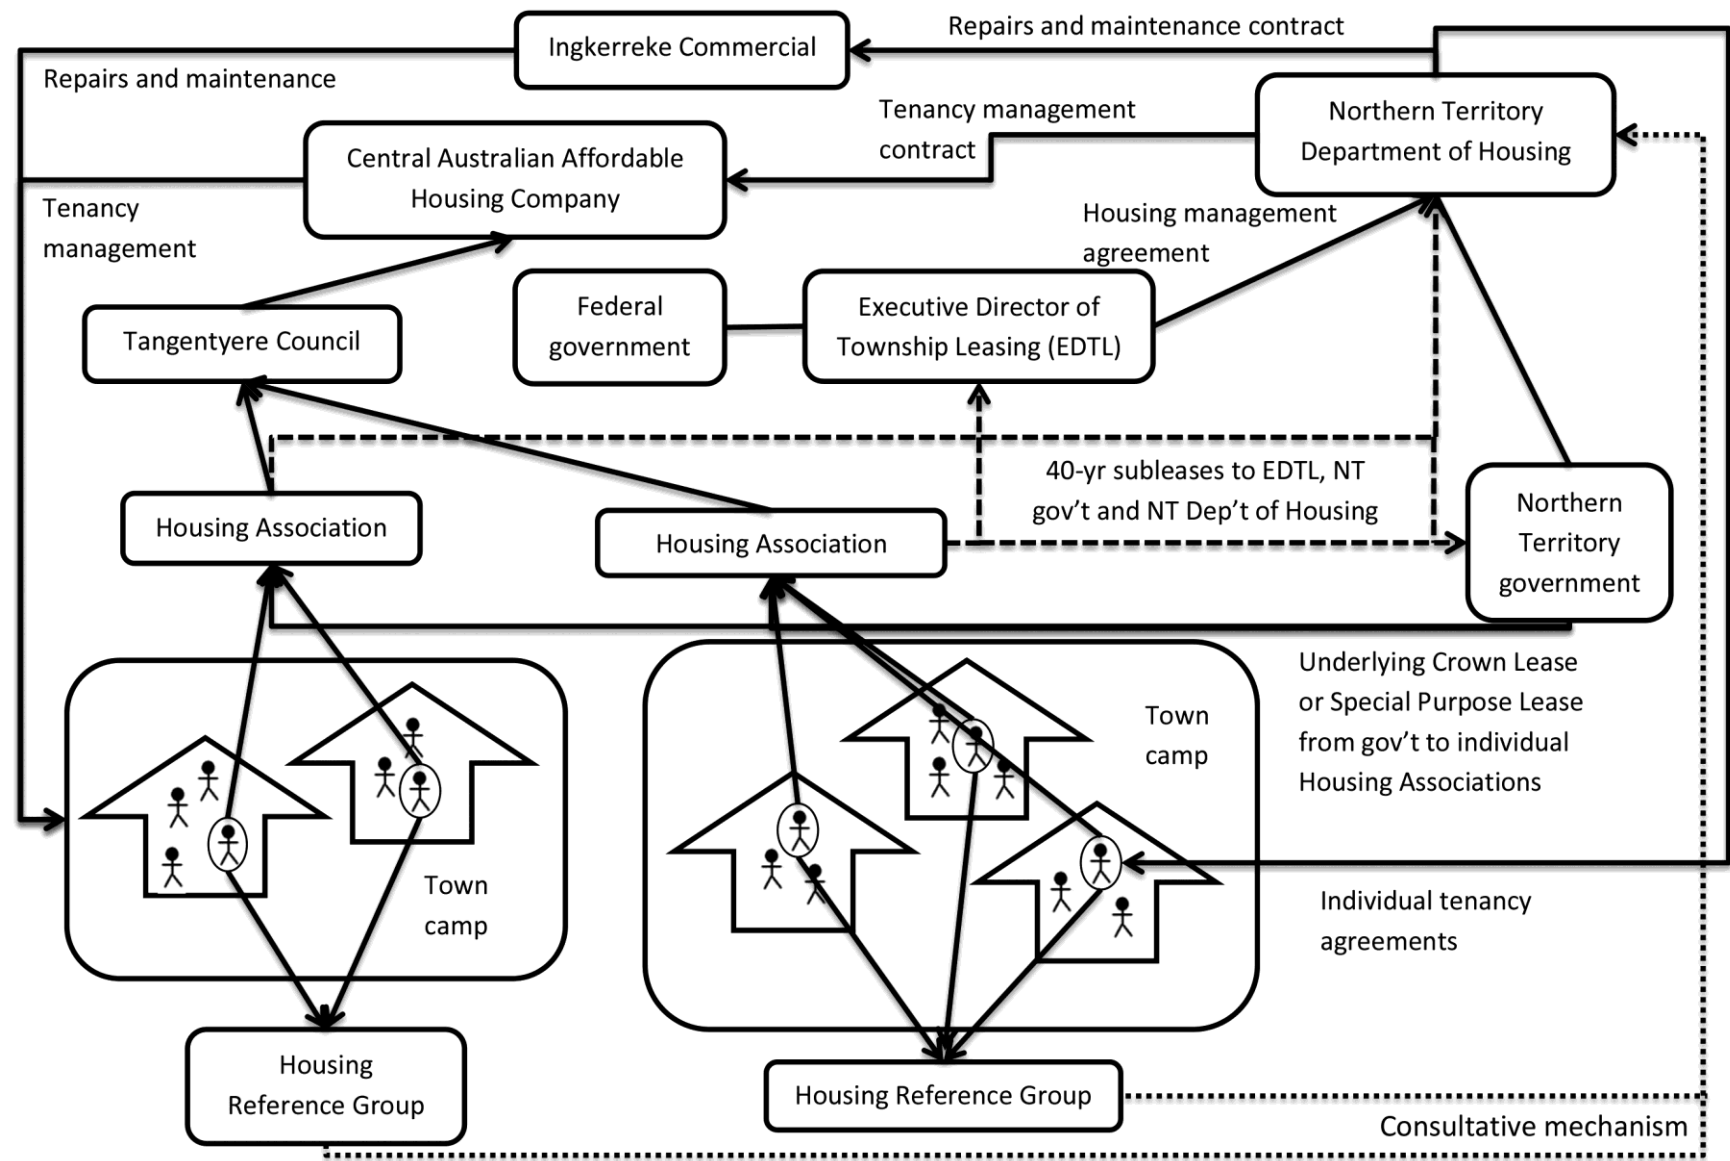 Repairs and maintenance contract
Ingkerreke Commercial
Repairs and maintenance
Northern Territory
Department of Housing
Tenancy management
contract
Central Australian Affordable
Housing Company
Tenancy
management
Housing management
agreement
Federal
government
Executive Director of
Township Leasing (EDTL)
Tangentyere Council
40-yr subleases to EDTL, NT
gov't and NT Dep't of Housing
Northern
Territory
government
Housing Association
Housing Association
Underlying Crown Lease
or Special Purpose Lease
from gov't to individual
Housing Associations
Town
camp
Town
camp
Individual tenancy
agreements
Housing
Reference Group
Housing Reference Group
Consultative mechanism